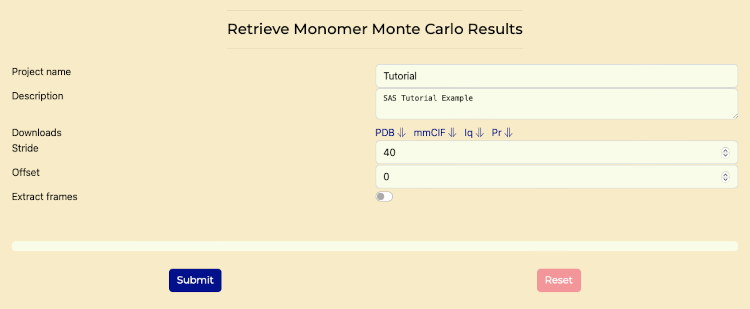 Retrieve Monomer Monte Carlo Results
Project name
Tutorial
Description
SAS Tutorial Example
Downloads
PDB mmCIF Iq Pr
Stride
40
Offset
0
Extract frames
Submit
Reset